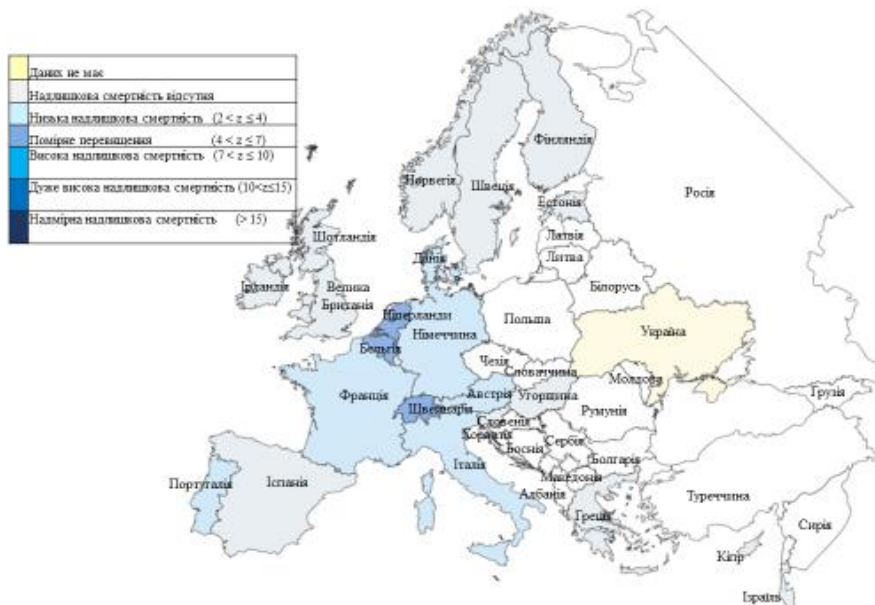 Даних не має
Надлишкова смертність відсутня
Низька надлишкова смертність (2 < z ≤ 4)
Помірне перевищення (4 < z ≤ 7)
Висока надлишкова смертність (7 < z ≤ 10)
Дуже висока надлишкова смертність (10<z≤15)
Надмірна надлишкова смертність (> 15)
Фінляндія
Норвегія
Швеція
Росія
Естонія
Шотландія
Латвія
Данія
Литва
Ірландія
Велика
Британія
Білорусь
Нідерланди
Польша
Німеччина
Україна
Бельгія
Чехія
Словаччина
Молдова
Франція
Австрія
Швейцарія
Угорщина
Грузія
Румунія
Словенія
Хорватія
Боснія
Сербія
Італія
Болгарія
Португалія
Іспанія
Македонія
Албанія
Туреччина
Греція
Сирія
Кіпр
Ізраїль